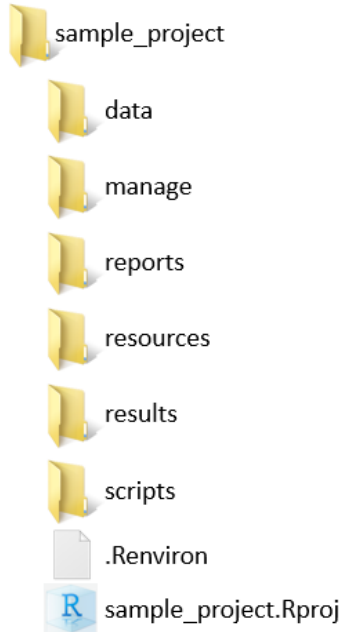 sample_project
data
manage
reports
resources
results
scripts
.Renviron
R sample_project.Rproj